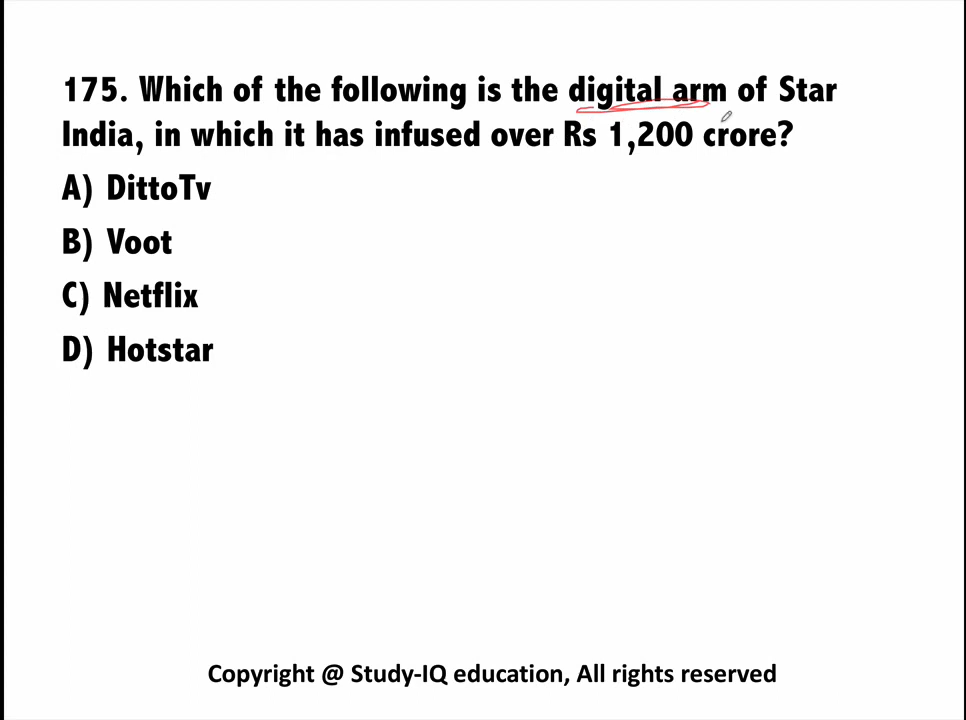 175. Which of the following is the digital arm of Star
India, in which it has infused over Rs 1,200 crore?
A) DittoTv
B) Voot
C) Netflix
D) Hotstar
Copyright @ Study-IQ education, All rights reserved